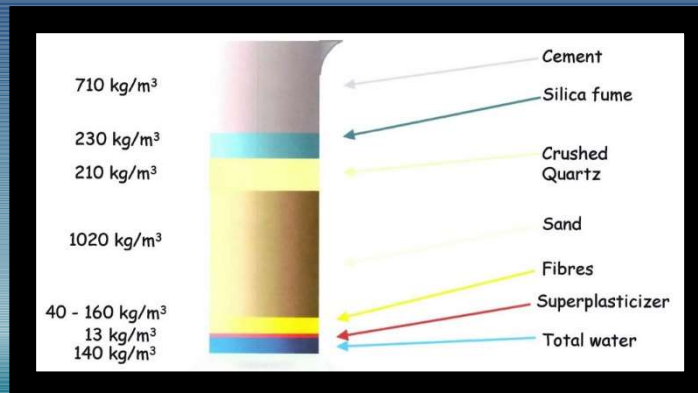 710 kg/m³
230 kg/m³
210 kg/m³
1020 kg/m³
40 - 160 kg/m³
13 kg/m³
140 kg/m³
Cement
Silica fume
Crushed
Quartz
Sand
Fibres
Superplasticizer
Total water